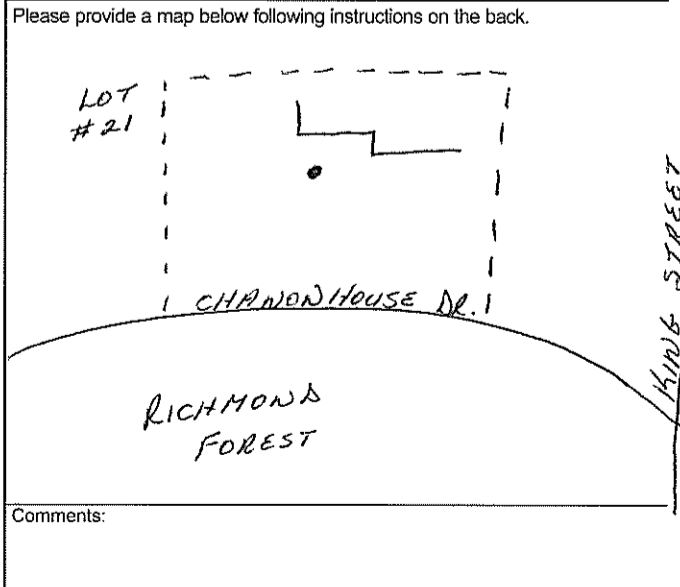 Please provide a map below following instructions on the back.
LOT
#21
KING STREET
CHANONHOUSE DR.
RICHMOND
FOREST
Comments: